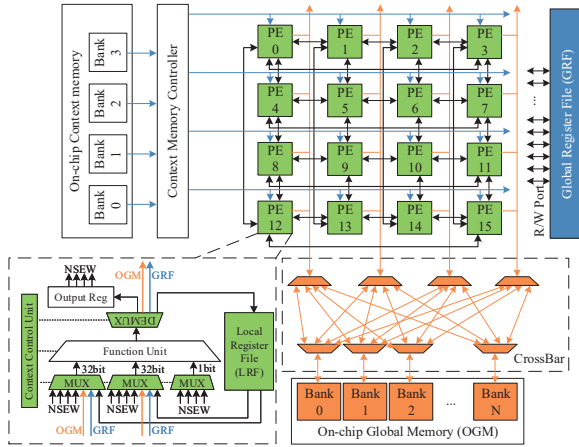 On-chip Context memory
Bank 3
Bank 2
Bank 1
Bank 0
Context Memory Controller
PE 0
PE 1
PE 2
PE 3
PE 4
PE 5
PE 6
PE 7
PE 8
PE 9
PE 10
PE 11
PE 12
PE 13
PE 14
PE 15
...
...
R/W Port
Global Register File (GRF)
Context Control Unit
NSEW
OGM
GRF
Output Reg
DEMUX
Function Unit
Local
Register
File
(LRF)
32bit
32bit
1bit
MUX
MUX
MUX
NSEW
NSEW
NSEW
OGM
GRF
OGM
GRF
CrossBar
Bank 0
Bank 1
Bank 2
...
Bank N
On-chip Global Memory (OGM)